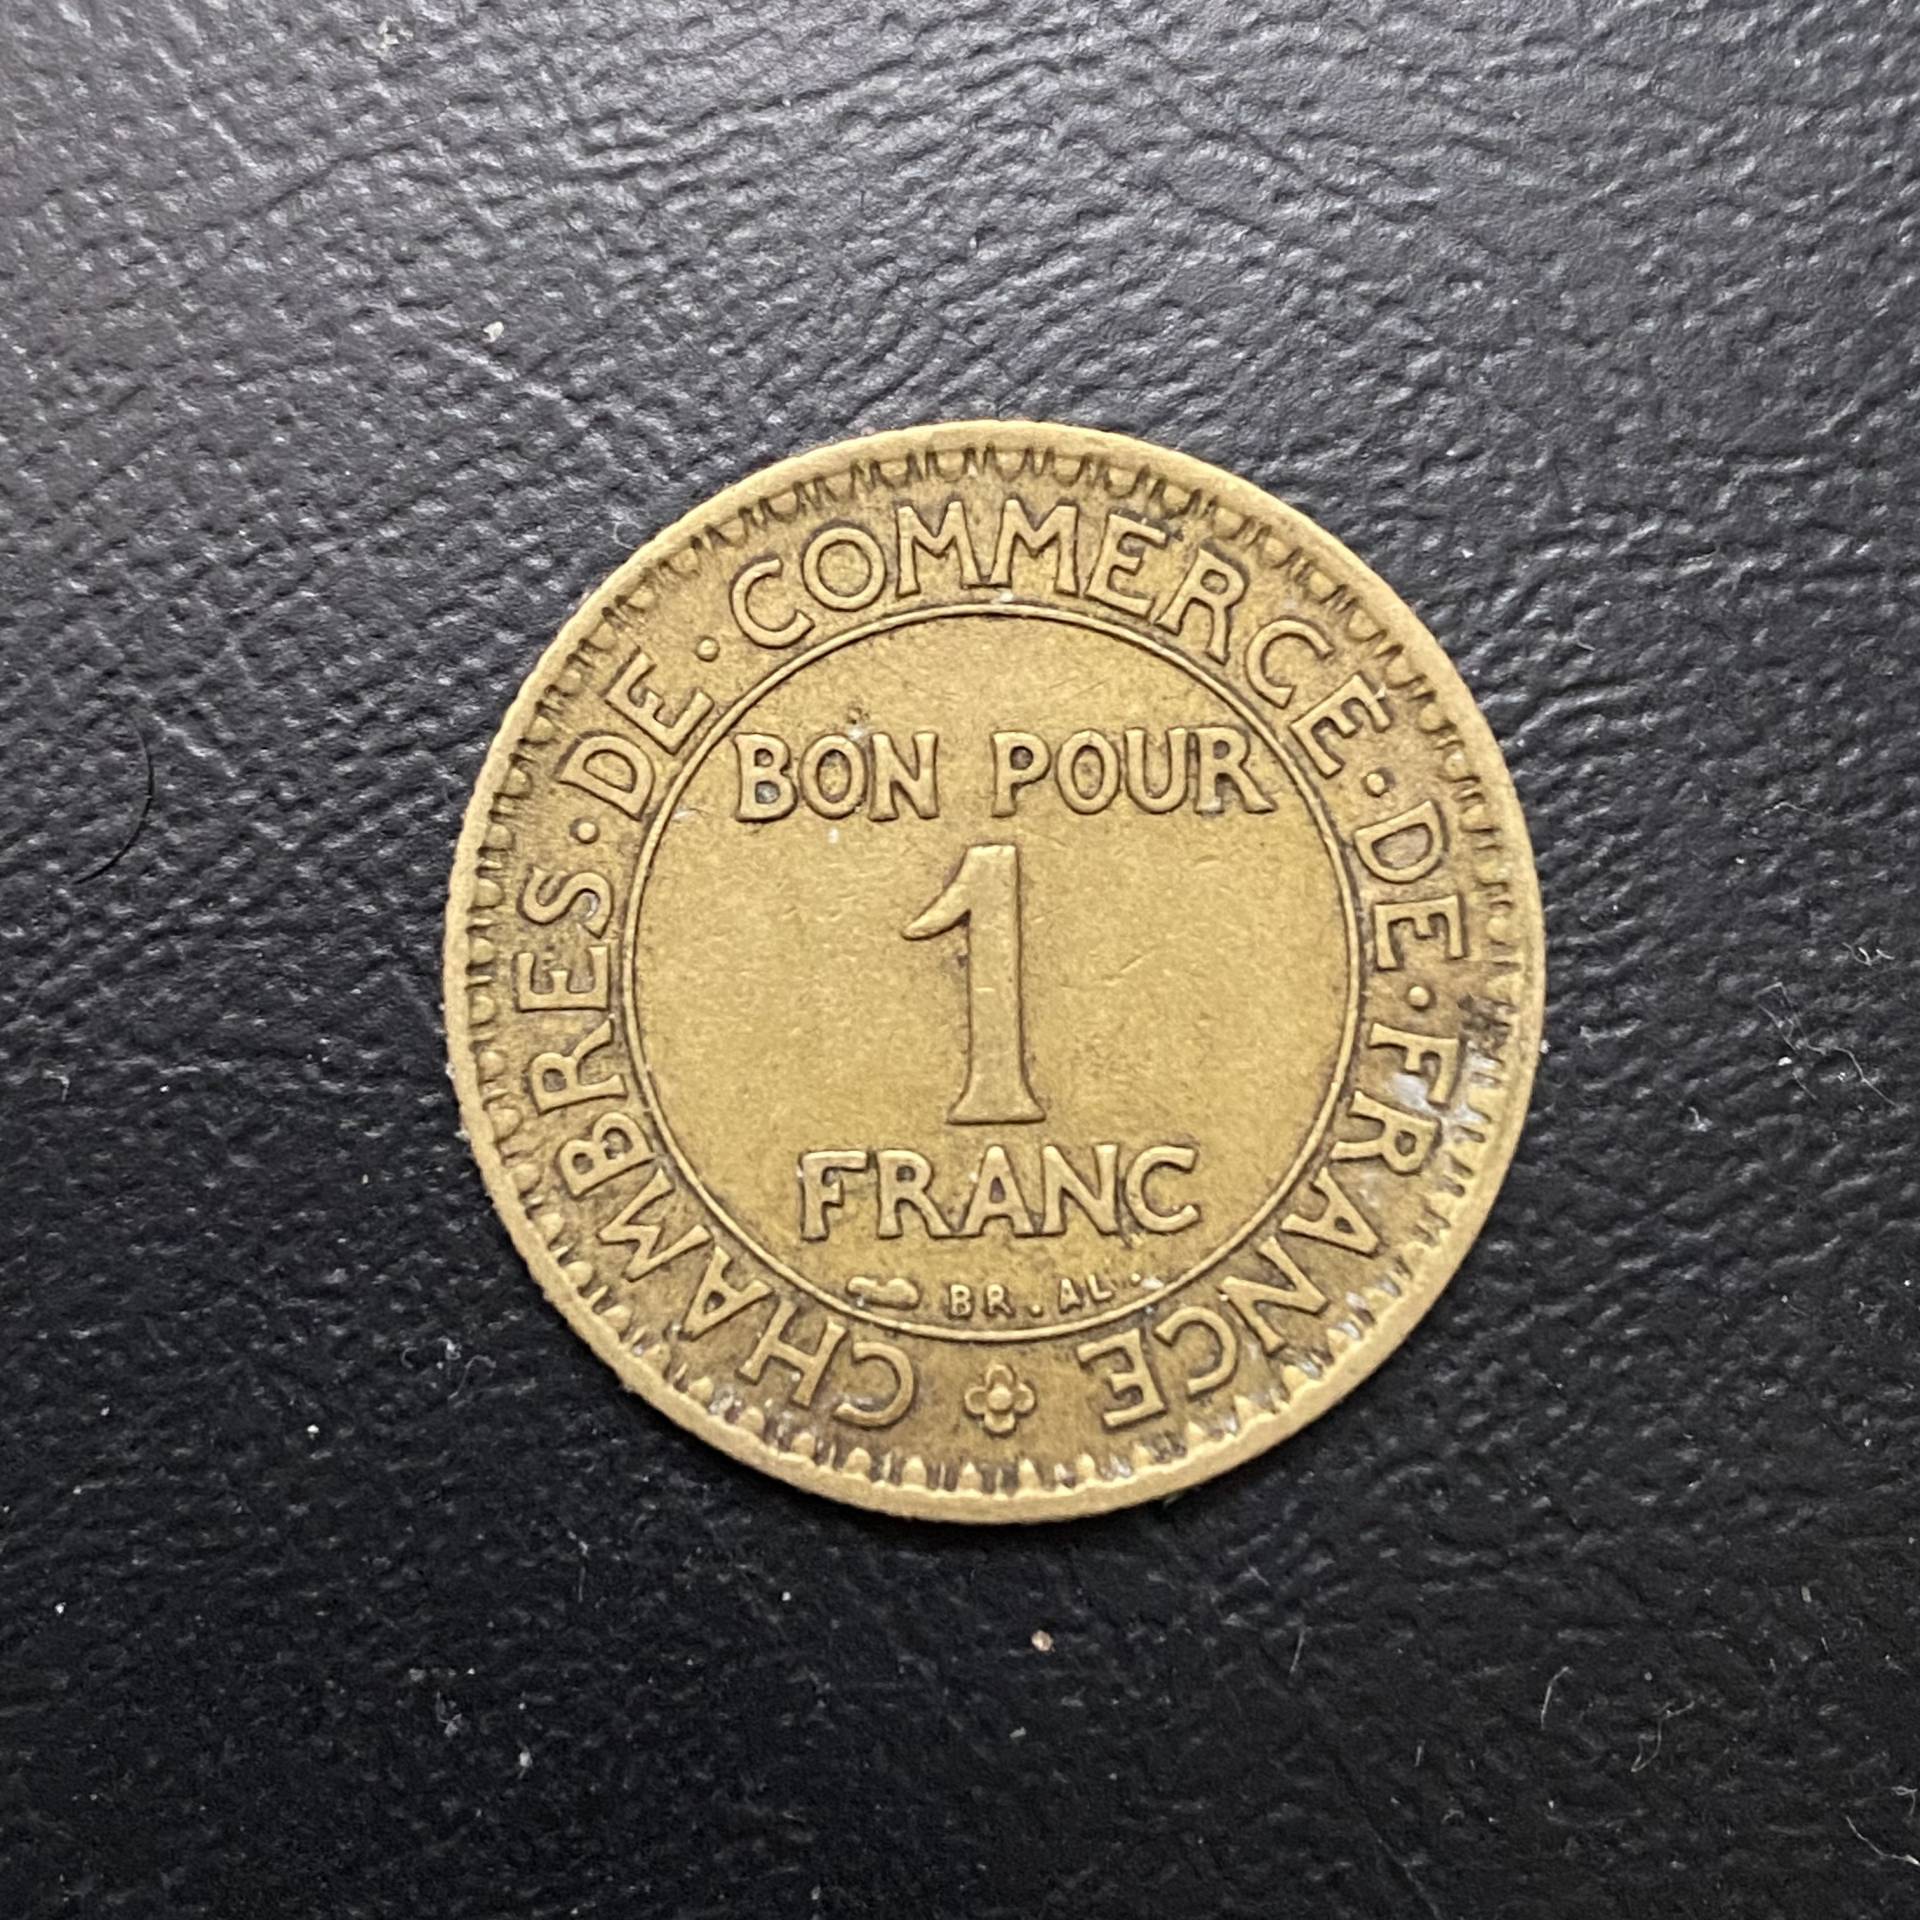 CHAMBRES · DE · COMMERCE · DE · FRANCE
BON POUR
1
FRANC
BR . AL .